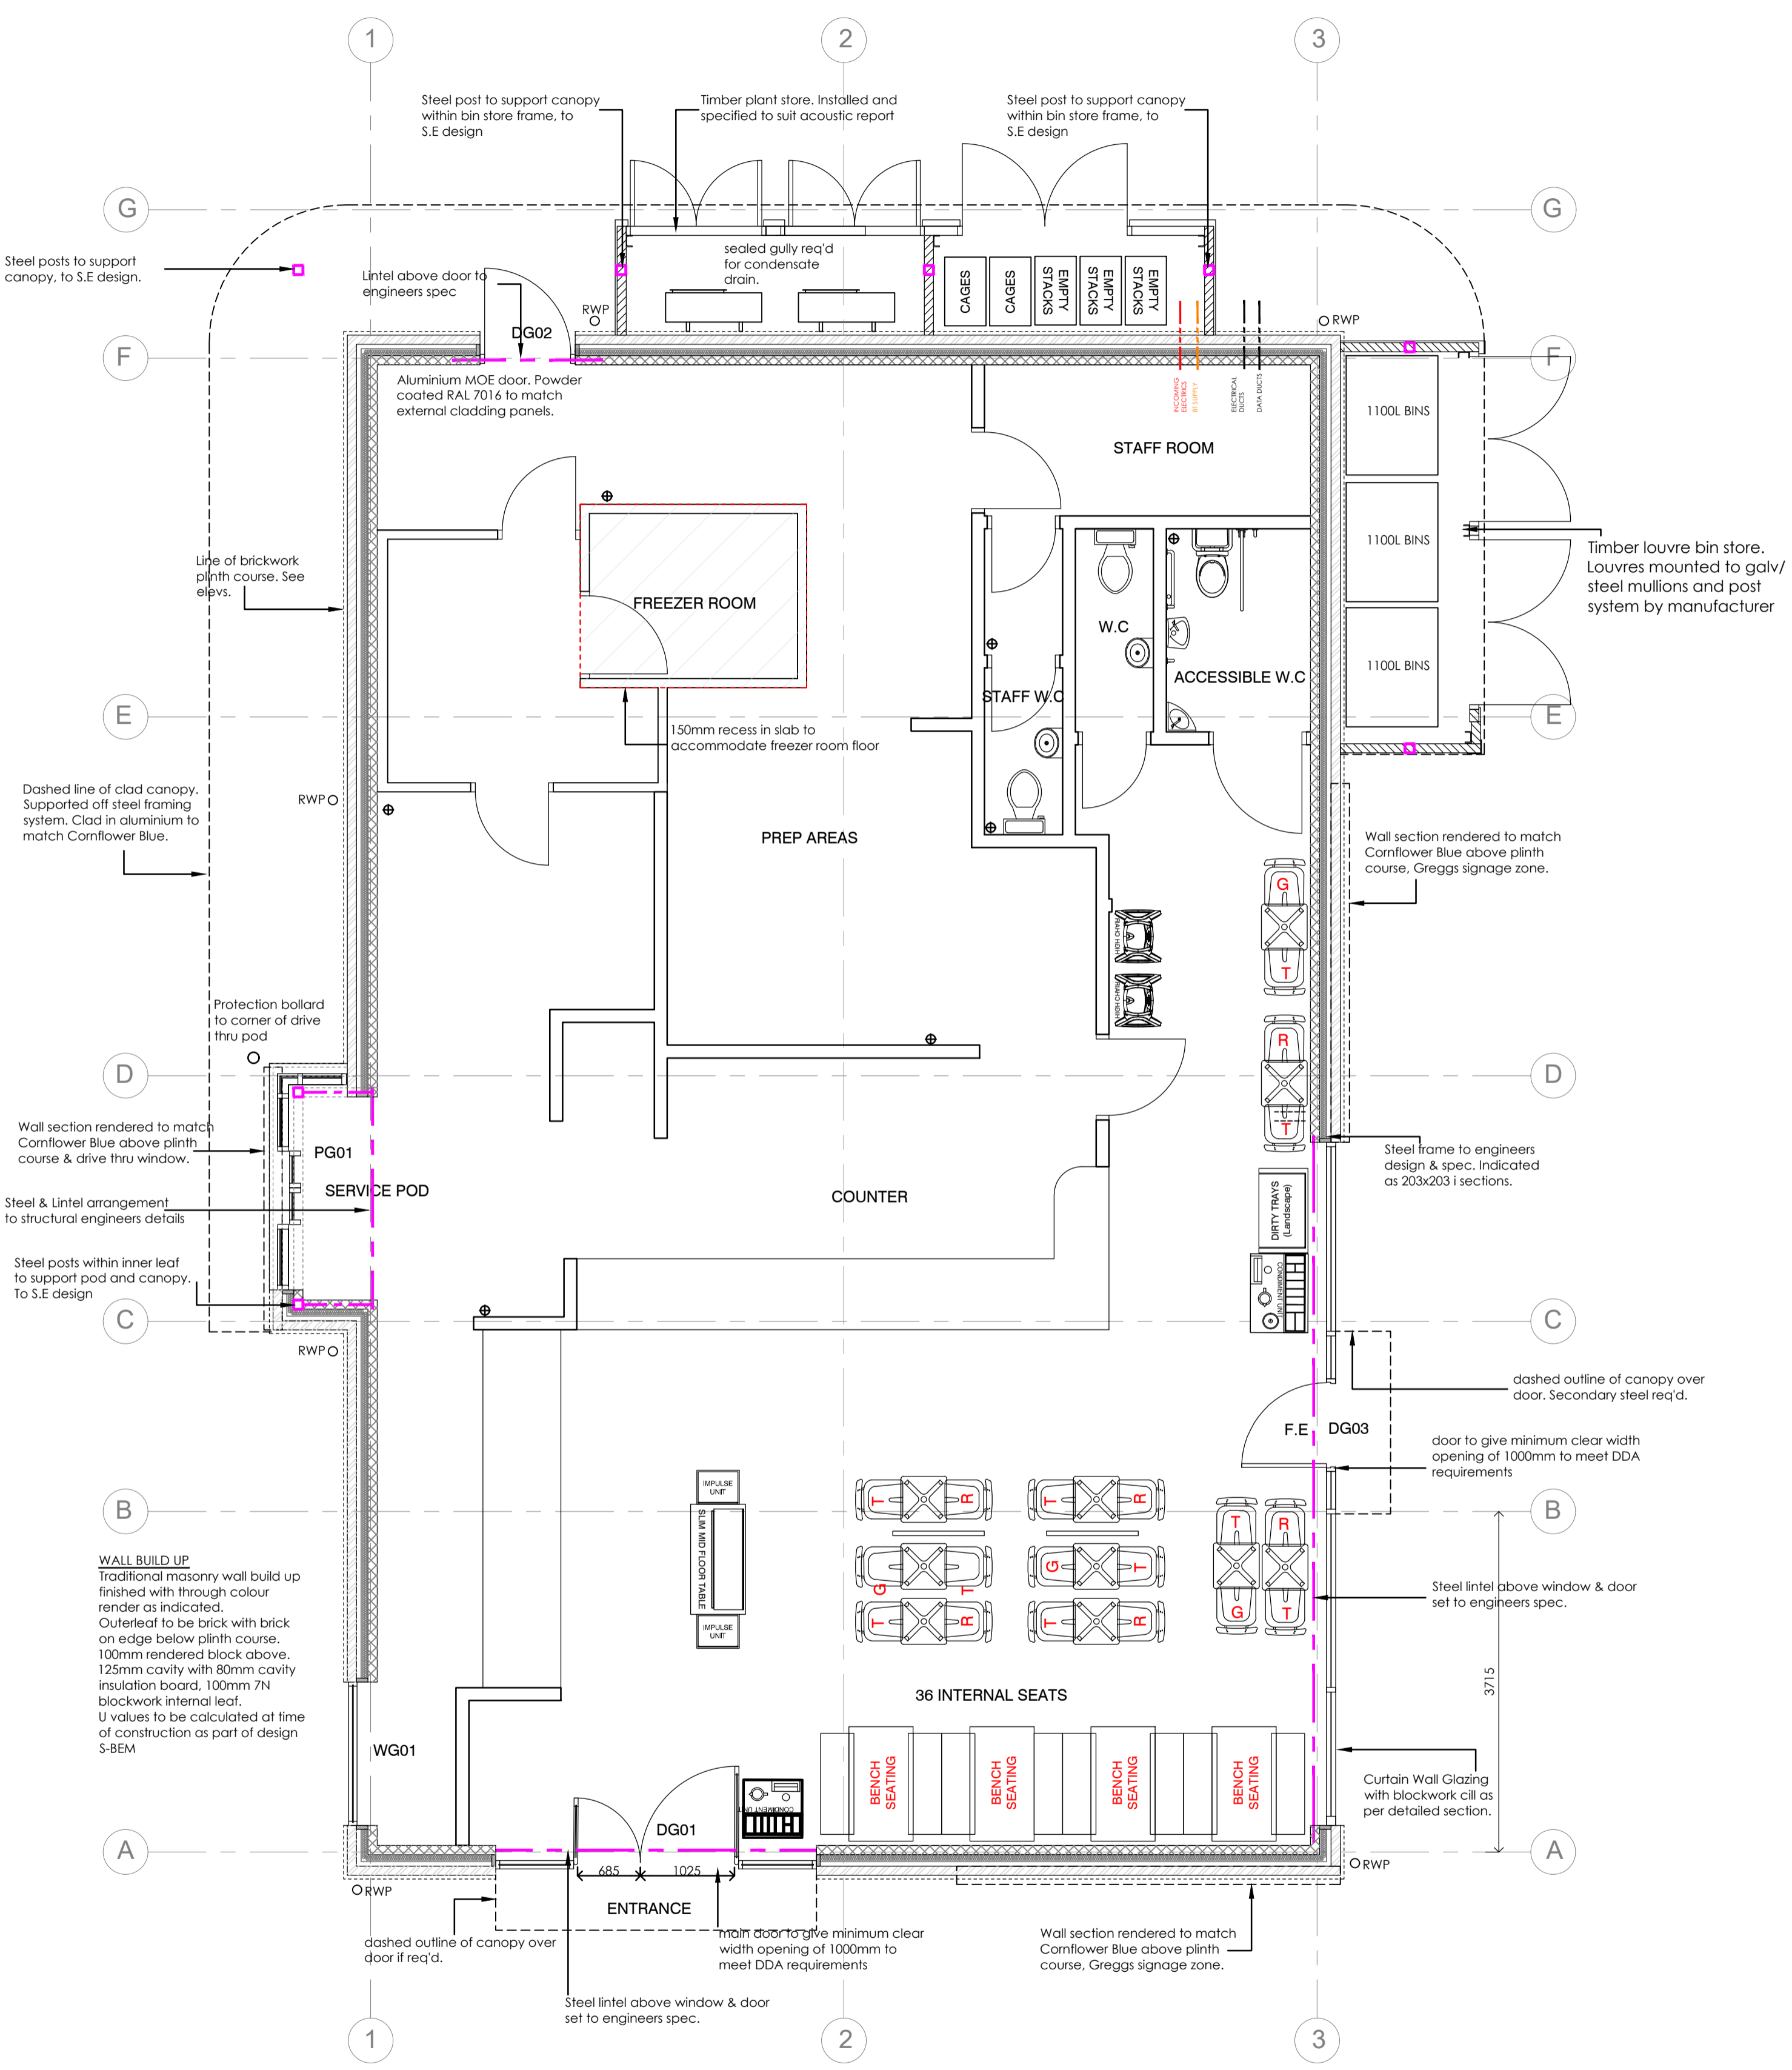 1
2
3
Steel post to support canopy
within bin store frame, to
S.E design
Timber plant store. Installed and
specified to suit acoustic report
Steel post to support canopy
within bin store frame, to
S.E design
G
G
Steel posts to support
canopy, to S.E design.
Lintel above door to
engineers spec
sealed gully req'd
for condensate
drain.
CAGES
CAGES
EMPTY
STACKS
EMPTY
STACKS
EMPTY
STACKS
RWP
RWP
DG02
F
F
Aluminium MOE door. Powder
coated RAL 7016 to match
external cladding panels.
INCOMING
ELECTRICS
BT SUPPLY
ELECTRICAL
DUCTS
DATA DUCTS
1100L BINS
STAFF ROOM
Line of brickwork
plinth course. See
elevs.
FREEZER ROOM
1100L BINS
Timber louvre bin store.
Louvres mounted to galv/
steel mullions and post
system by manufacturer
W.C
1100L BINS
ACCESSIBLE W.C
STAFF W.C
E
E
150mm recess in slab to
accommodate freezer room floor
Dashed line of clad canopy.
Supported off steel framing
system. Clad in aluminium to
match Cornflower Blue.
RWP
PREP AREAS
Wall section rendered to match
Cornflower Blue above plinth
course, Greggs signage zone.
G
T
HIGH CHAIR
HIGH CHAIR
Protection bollard
to corner of drive
thru pod
R
T
D
D
Wall section rendered to match
Cornflower Blue above plinth
course & drive thru window.
PG01
SERVICE POD
Steel frame to engineers
design & spec. Indicated
as 203x203 i sections.
Steel & Lintel arrangement
to structural engineers details
COUNTER
DIRTY TRAYS
(Landscape)
Steel posts within inner leaf
to support pod and canopy.
To S.E design
CONDIMENT UNIT
C
C
RWP
dashed outline of canopy over
door. Secondary steel req'd.
F.E
DG03
door to give minimum clear width
opening of 1000mm to meet DDA
requirements
IMPULSE
UNIT
SLIM MID FLOOR TABLE
IMPULSE
UNIT
T
R
T
R
B
B
T
R
G
T
G
T
G
T
T
R
T
R
WALL BUILD UP
Traditional masonry wall build up
finished with through colour
render as indicated.
Outerleaf to be brick with brick
on edge below plinth course.
100mm rendered block above.
125mm cavity with 80mm cavity
insulation board, 100mm 7N
blockwork internal leaf.
U values to be calculated at time
of construction as part of design
S-BEM
Steel lintel above window & door
set to engineers spec.
3715
36 INTERNAL SEATS
WG01
BENCH
SEATING
BENCH
SEATING
BENCH
SEATING
BENCH
SEATING
Curtain Wall Glazing
with blockwork cill as
per detailed section.
CONDIMENT UNIT
DG01
A
A
685
1025
RWP
RWP
ENTRANCE
dashed outline of canopy over
door if req'd.
main door to give minimum clear
width opening of 1000mm to
meet DDA requirements
Wall section rendered to match
Cornflower Blue above plinth
course, Greggs signage zone.
Steel lintel above window & door
set to engineers spec.
1
2
3